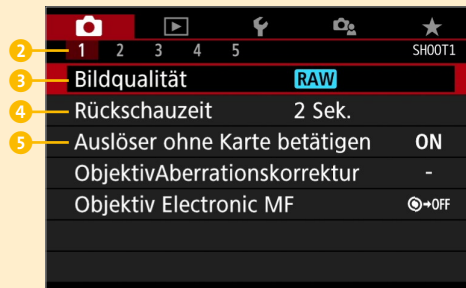 2 1 2 3 4 5 SHOOT1
3 Bildqualität RAW
4 Rückschauzeit 2 Sek.
5 Auslöser ohne Karte betätigen ON
ObjektivAberrationskorrektur -
Objektiv Electronic MF →OFF